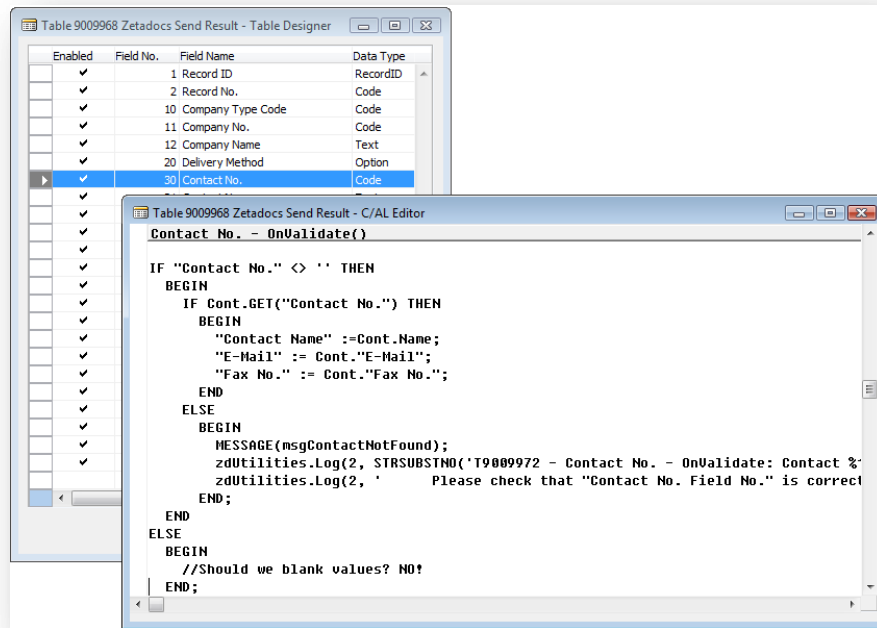 Table 9009968 Zetadocs Send Result - Table Designer
Enabled Field No. Field Name Data Type
1 Record ID RecordID
2 Record No. Code
10 Company Type Code Code
11 Company No. Code
12 Company Name Text
20 Delivery Method Option
30 Contact No. Code
Table 9009968 Zetadocs Send Result - C/AL Editor
Contact No. - OnValidate()
IF "Contact No." <> '' THEN
BEGIN
IF Cont.GET("Contact No.") THEN
BEGIN
"Contact Name" :=Cont.Name;
"E-Mail" := Cont."E-Mail";
"Fax No." := Cont."Fax No.";
END
ELSE
BEGIN
MESSAGE(msgContactNotFound);
zdUtilities.Log(2, STRSUBSTNO('T9009972 - Contact No. - OnValidate: Contact %
zdUtilities.Log(2, '      Please check that "Contact No. Field No." is correct
END;
END
ELSE
BEGIN
//Should we blank values? NO!
END;